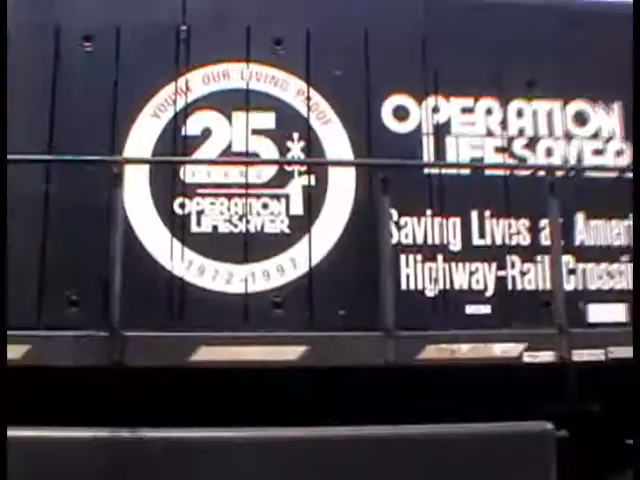 YOU'RE OUR LIVING PROOF
25
YEARS
OPERATION
LIFESAVER
1972-1997
OPERATION
LIFESAVER
Saving Lives at
Highway-Rail